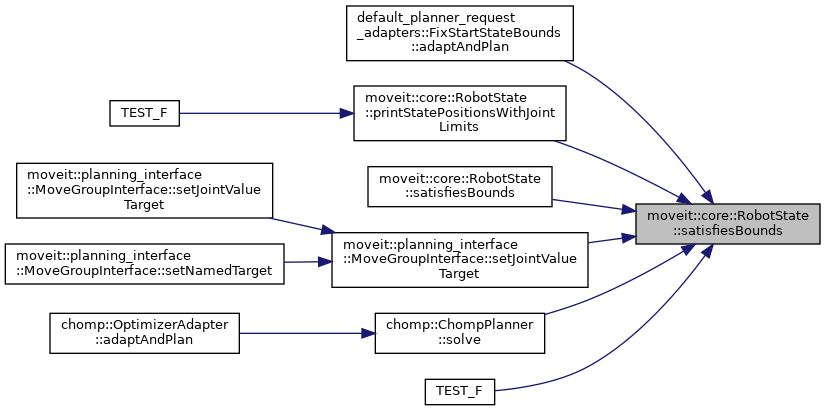 default_planner_request
_adapters::FixStartStateBounds
::adaptAndPlan
moveit::core::RobotState
::printStatePositionsWithJoint
Limits
TEST_F
moveit::planning_interface
::MoveGroupInterface::setJointValue
Target
moveit::core::RobotState
::satisfiesBounds
moveit::core::RobotState
::satisfiesBounds
moveit::planning_interface
::MoveGroupInterface::setJointValue
Target
moveit::planning_interface
::MoveGroupInterface::setNamedTarget
chomp::OptimizerAdapter
::adaptAndPlan
chomp::ChompPlanner
::solve
TEST_F